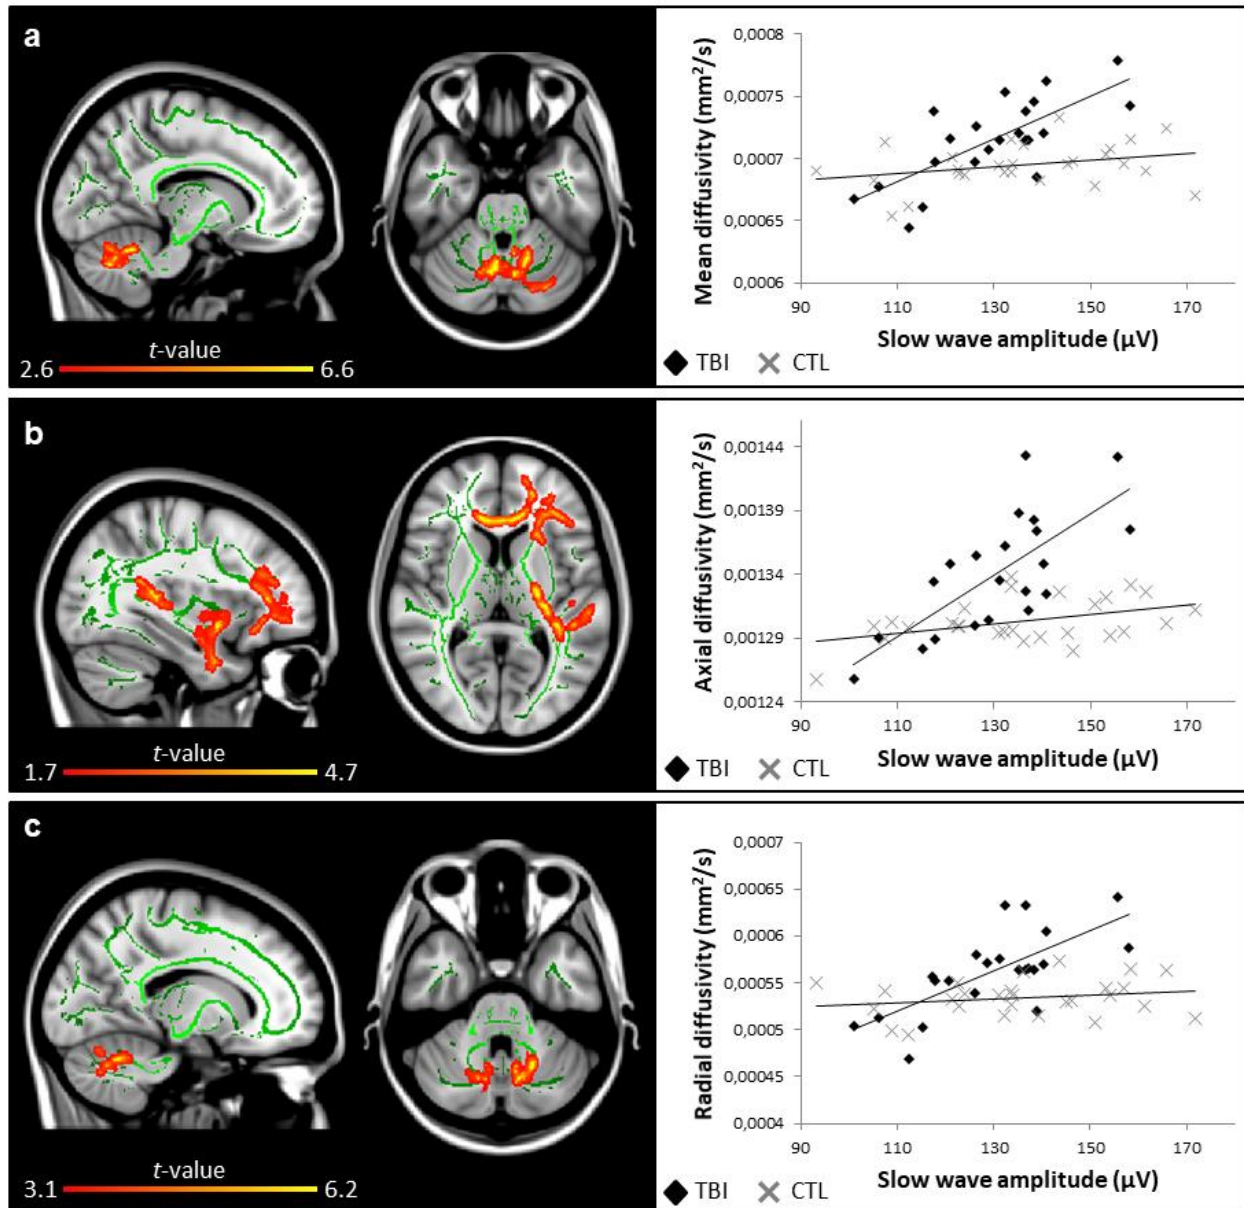 a
t-value
2.6 6.6
Mean diffusivity (mm²/s)
0,0008
0,00075
0,0007
0,00065
0,0006
90 110 130 150 170
Slow wave amplitude (µV)
TBI CTL
b
t-value
1.7 4.7
Axial diffusivity (mm²/s)
0,00144
0,00139
0,00134
0,00129
0,00124
90 110 130 150 170
Slow wave amplitude (µV)
TBI CTL
c
t-value
3.1 6.2
Radial diffusivity (mm²/s)
0,0007
0,00065
0,0006
0,00055
0,0005
0,00045
0,0004
90 110 130 150 170
Slow wave amplitude (µV)
TBI CTL